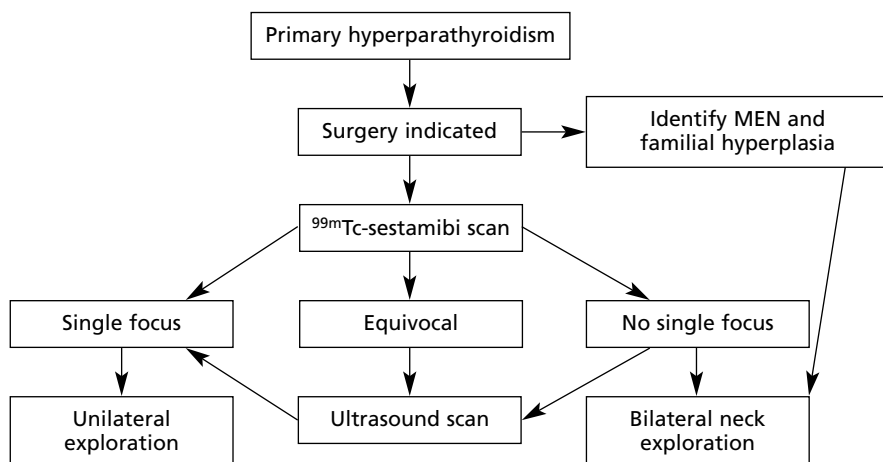 Primary hyperparathyroidism
Surgery indicated
Identify MEN and
familial hyperplasia
⁹⁹ᵐTc-sestamibi scan
Single focus
Equivocal
No single focus
Unilateral
exploration
Ultrasound scan
Bilateral neck
exploration